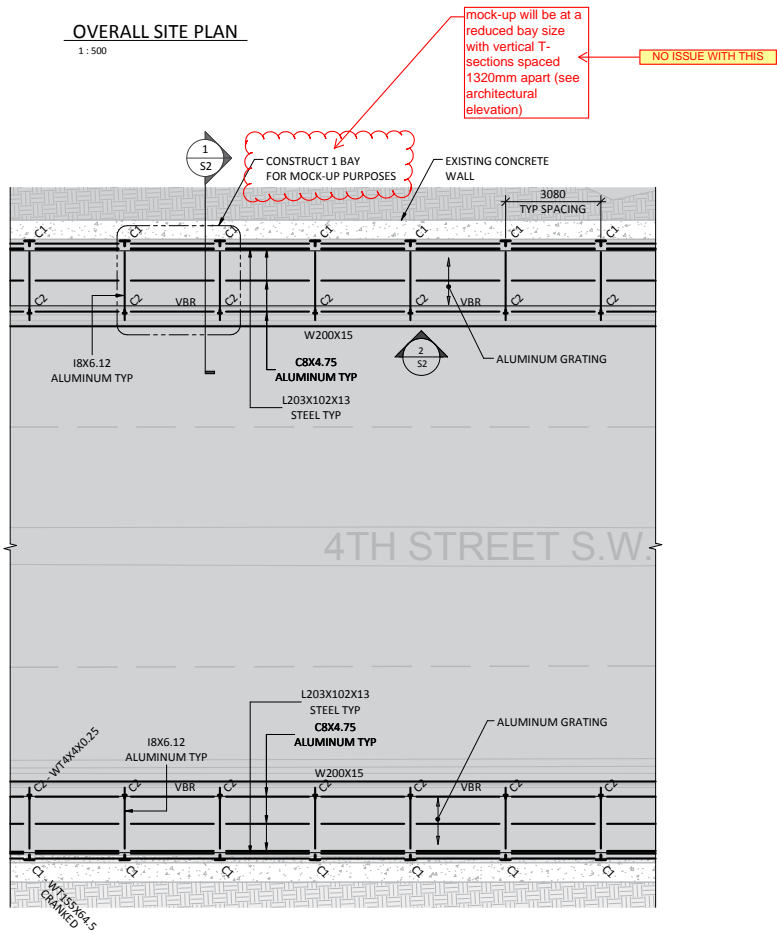 OVERALL SITE PLAN
1 : 500
mock-up will be at a
reduced bay size
with vertical T-
sections spaced
1320mm apart (see
architectural
elevation)
NO ISSUE WITH THIS
1
S2
CONSTRUCT 1 BAY
FOR MOCK-UP PURPOSES
EXISTING CONCRETE
WALL
3080
TYP SPACING
C1
C1
C1
C1
C1
C1
C1
C2
C2
VBR
C2
C2
C2
VBR
C2
C2
W200X15
I8X6.12
ALUMINUM TYP
C8X4.75
ALUMINUM TYP
2
S2
ALUMINUM GRATING
L203X102X13
STEEL TYP
4TH STREET S.W.
L203X102X13
STEEL TYP
C8X4.75
ALUMINUM TYP
I8X6.12
ALUMINUM TYP
ALUMINUM GRATING
W200X15
C2 - WT4X4X0.25
C2
VBR
C2
C2
C2
VBR
C2
C2
C1
C1
C1
C1
C1
C1
C1
WT155X64.5
CRANKED